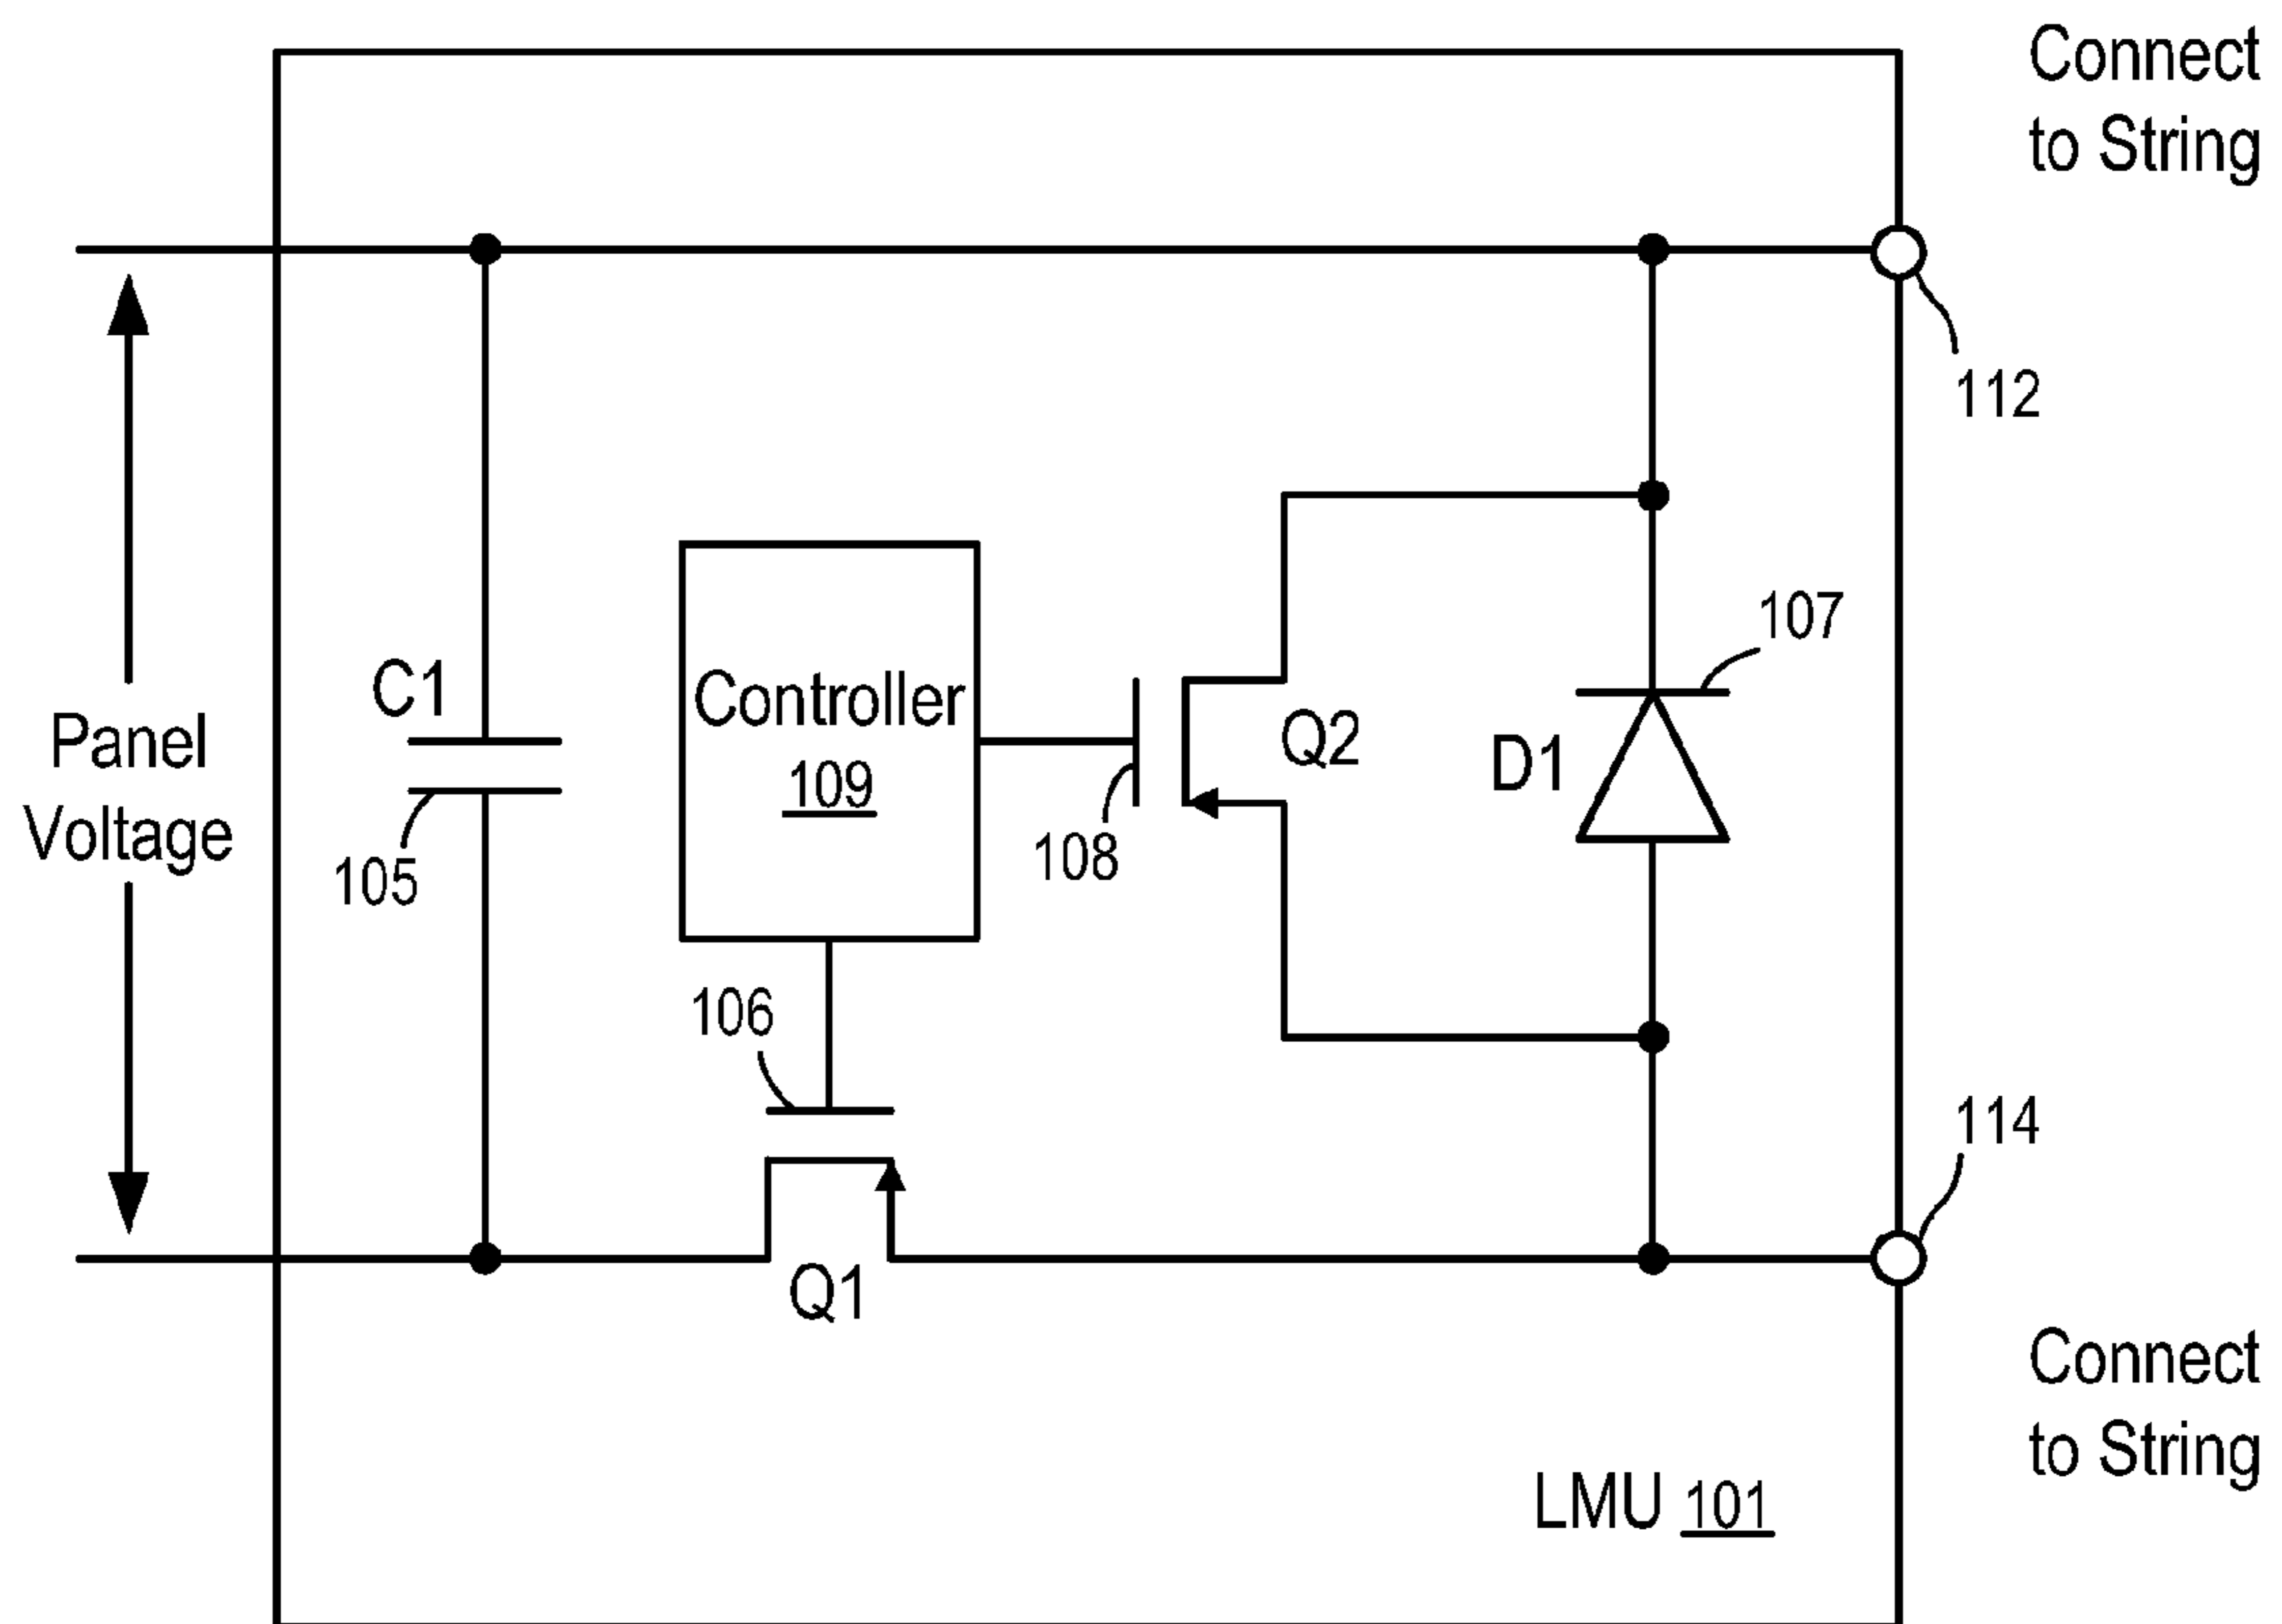 Connect
to String
112
107
C1
Controller
109
Q2
D1
Panel
Voltage
105
108
106
114
Q1
Connect
to String
LMU 101